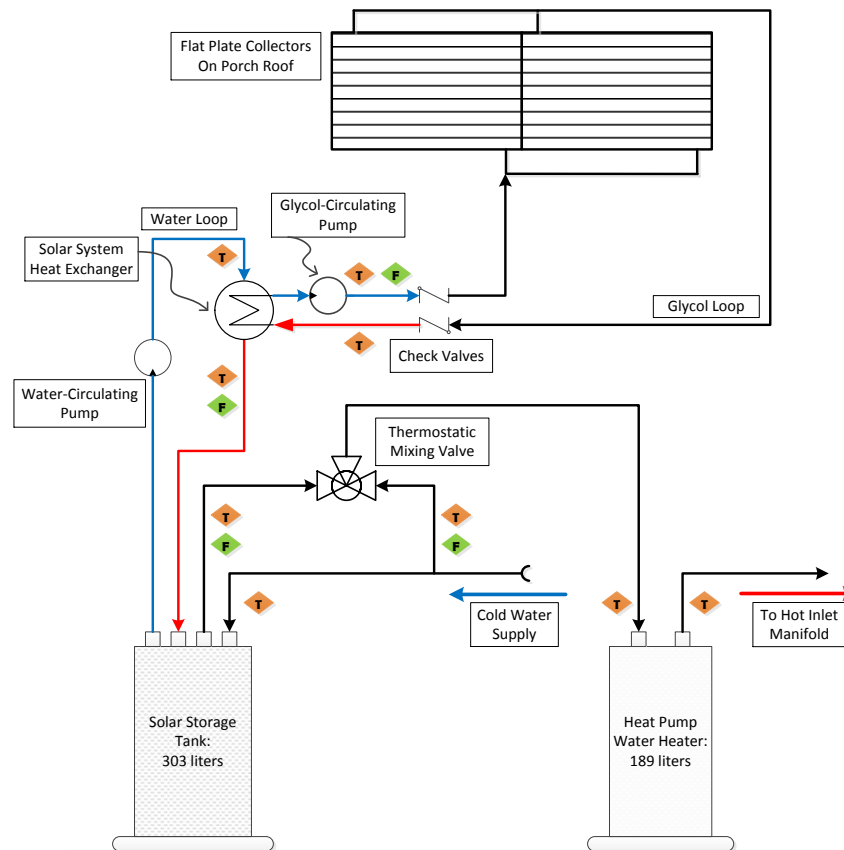 Flat Plate Collectors
On Porch Roof
Glycol-Circulating
Pump
Water Loop
T
Solar System
Heat Exchanger
T
F
Glycol Loop
T
Check Valves
T
F
Water-Circulating
Pump
Thermostatic
Mixing Valve
T
F
T
F
T
Cold Water
Supply
T
T
To Hot Inlet
Manifold
Solar Storage
Tank:
303 liters
Heat Pump
Water Heater:
189 liters